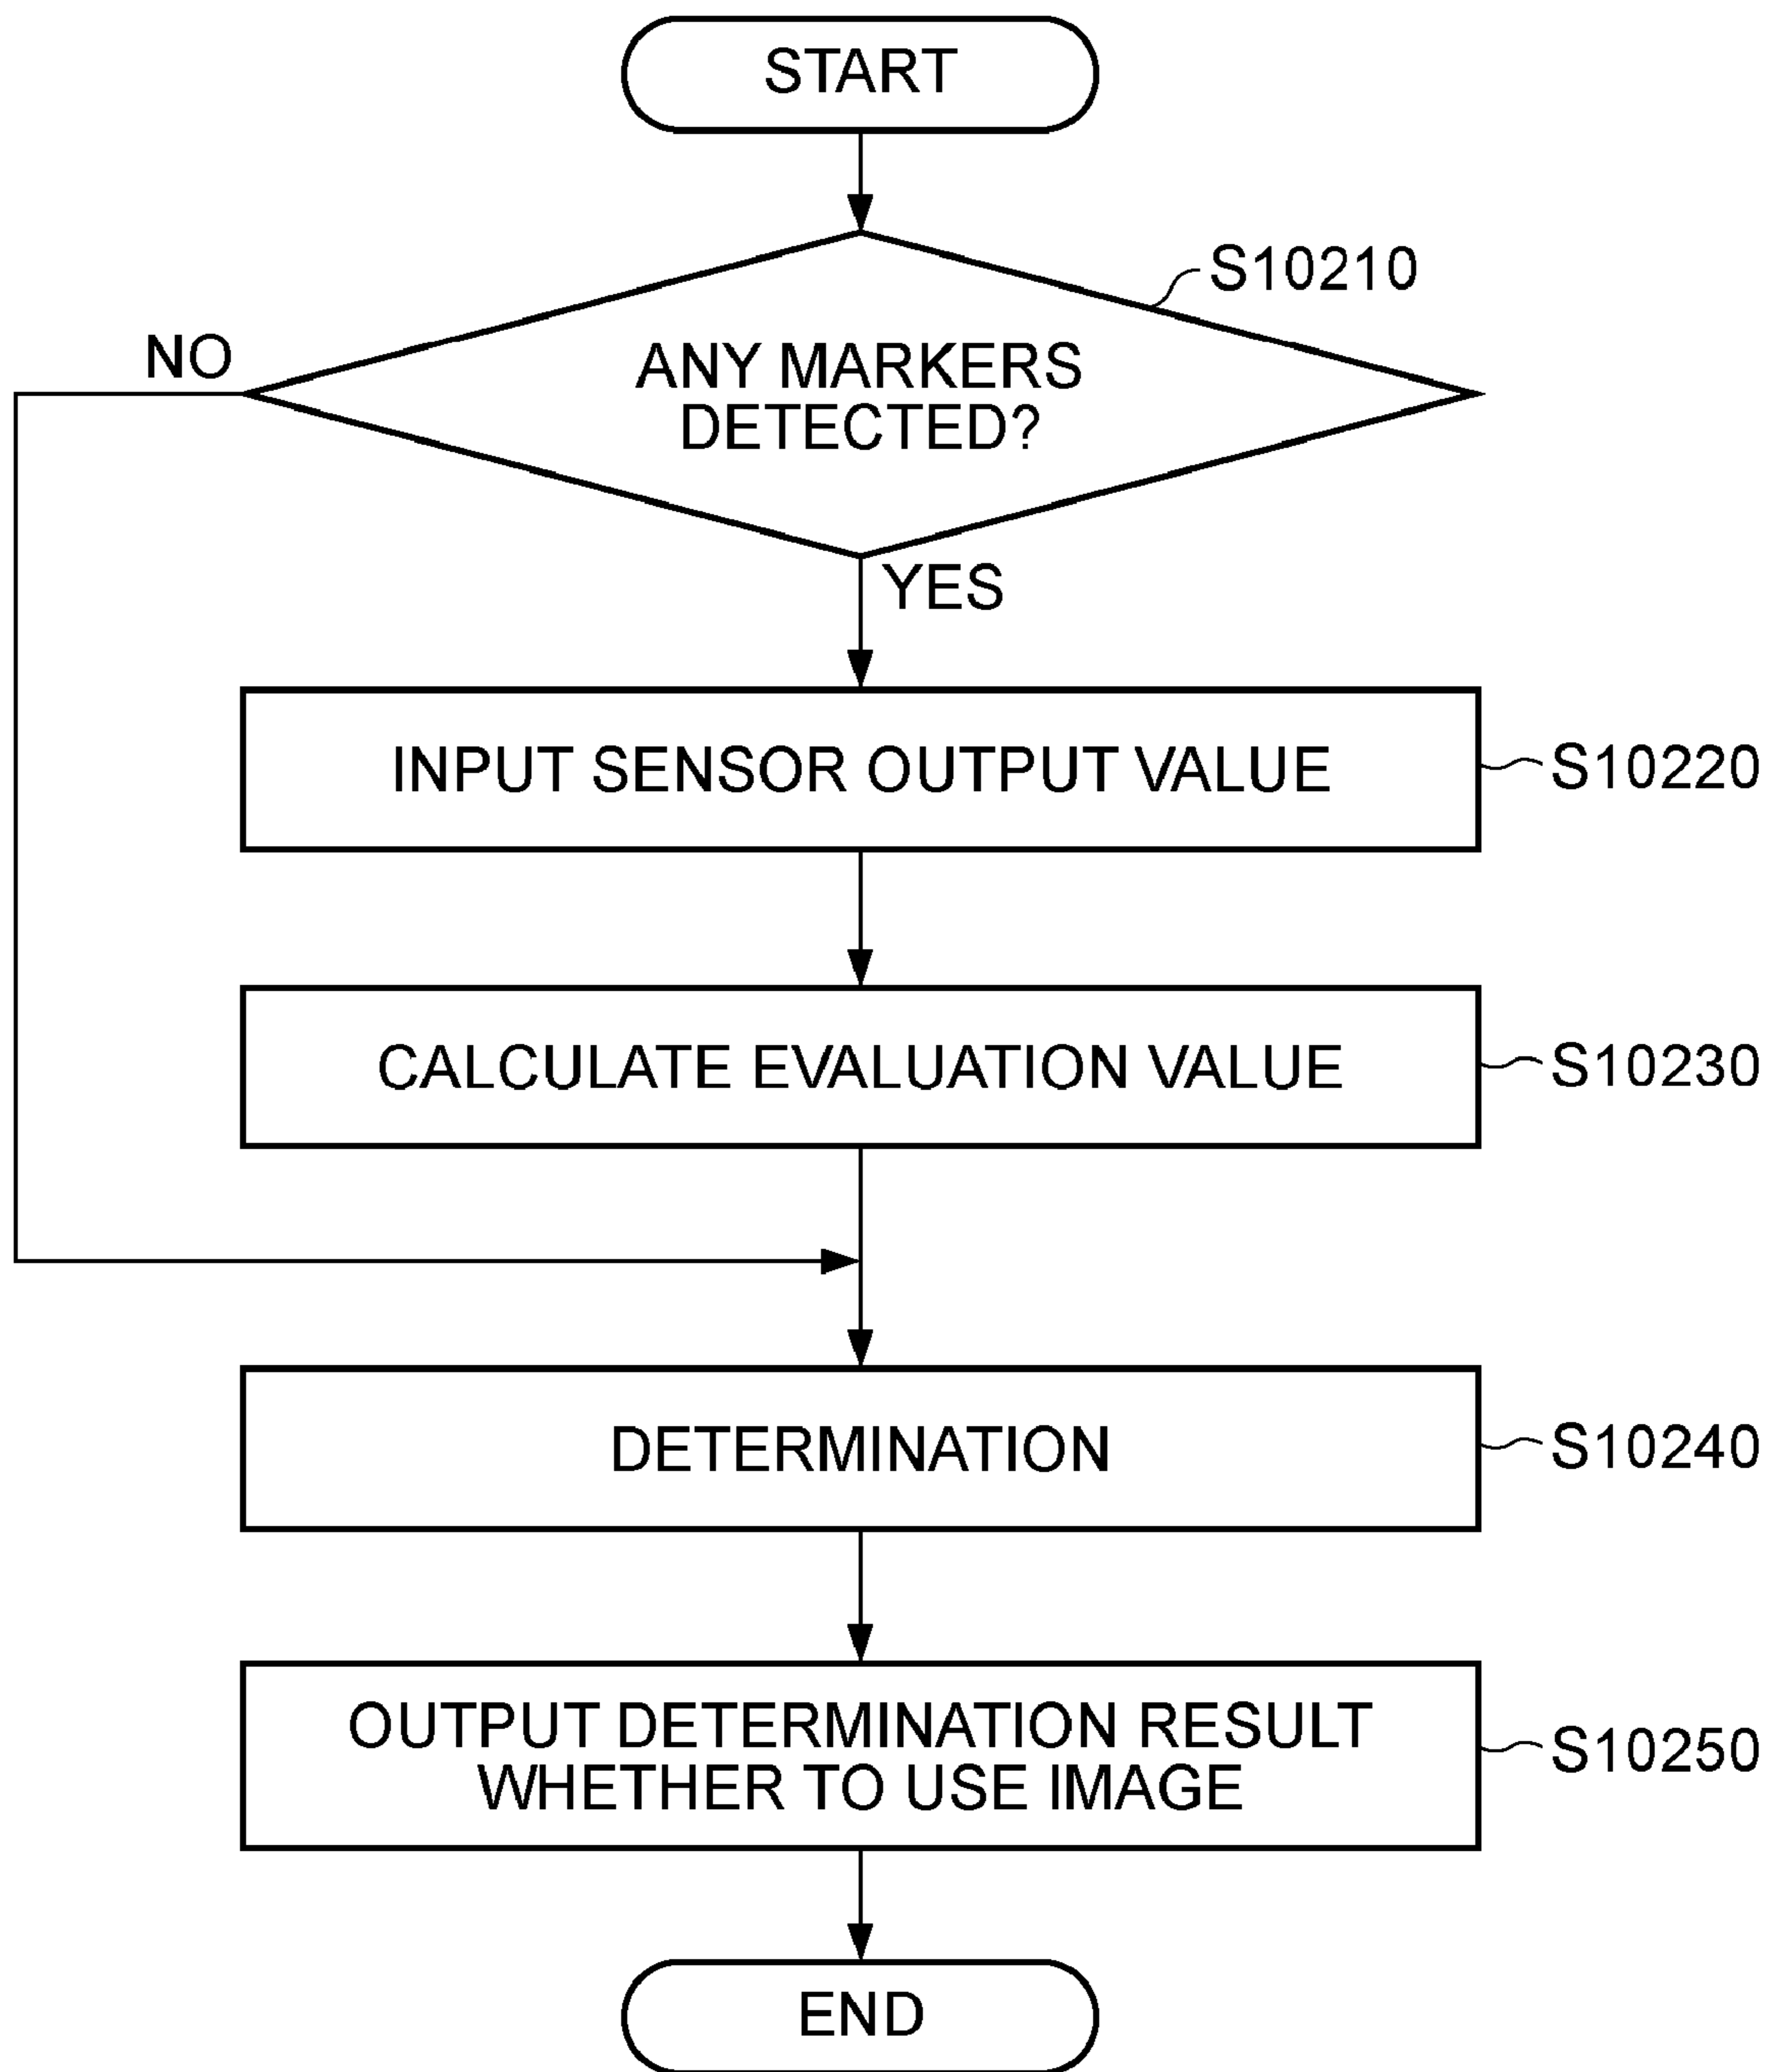 START
S10210
NO
ANY MARKERS
DETECTED?
YES
INPUT SENSOR OUTPUT VALUE
S10220
CALCULATE EVALUATION VALUE
S10230
DETERMINATION
S10240
OUTPUT DETERMINATION RESULT
WHETHER TO USE IMAGE
S10250
END